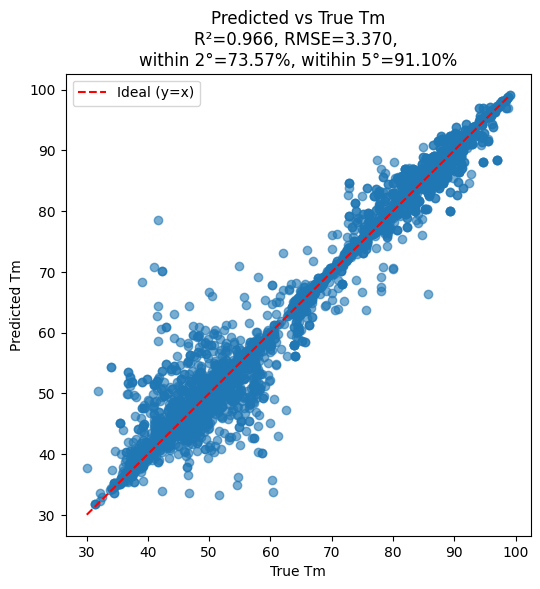 Predicted vs True Tm
R²=0.966, RMSE=3.370,
within 2°=73.57%, witihin 5°=91.10%
Ideal (y=x)
100
90
80
70
60
50
40
30
Predicted Tm
30 40 50 60 70 80 90 100
True Tm